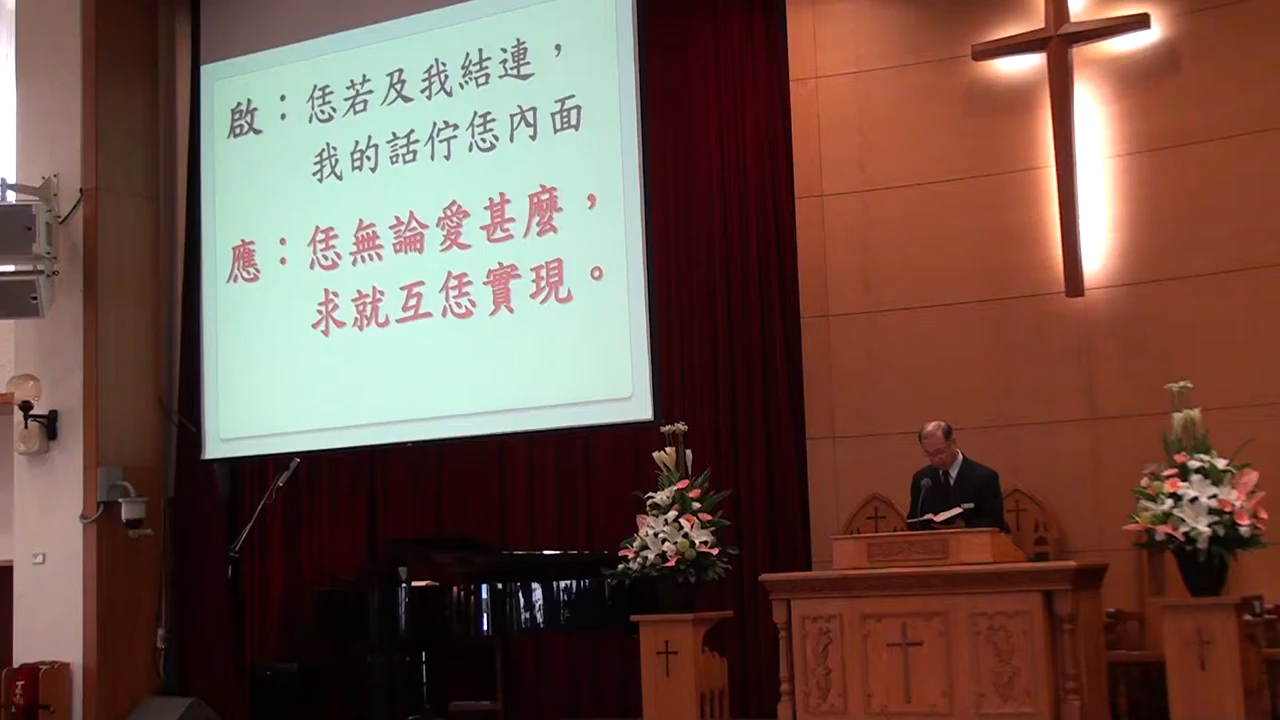 啟：恁若及我結連，
我的話佇恁內面
應：恁無論愛甚麼，
求就互恁實現。